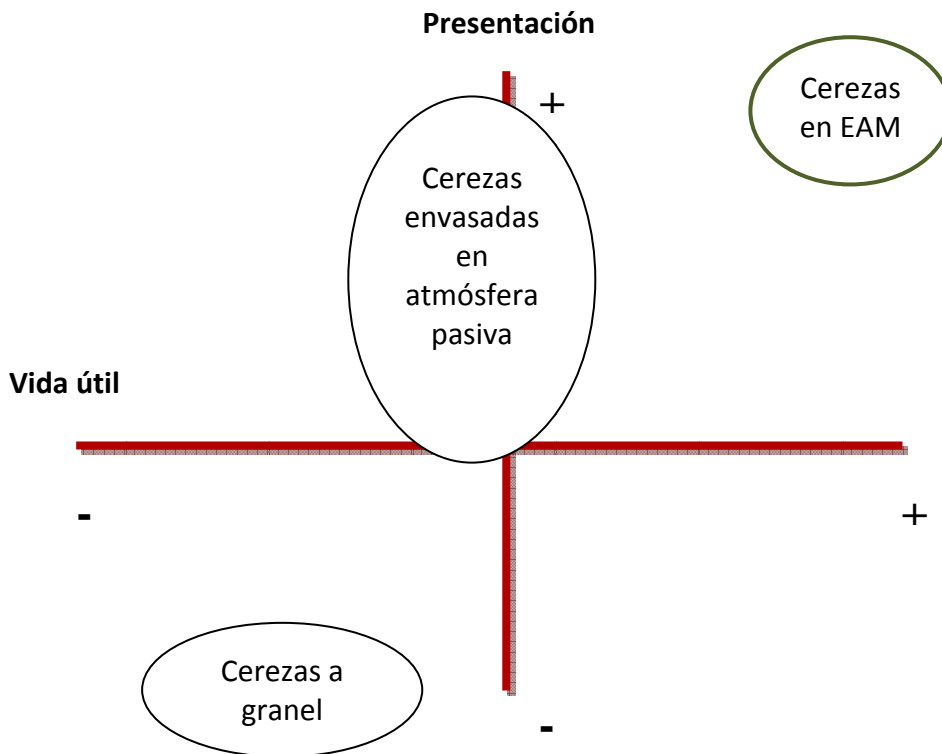 Presentación
+
Cerezas
en EAM
Cerezas
envasadas
en
atmósfera
pasiva
Vida útil
-
+
Cerezas a
granel
-